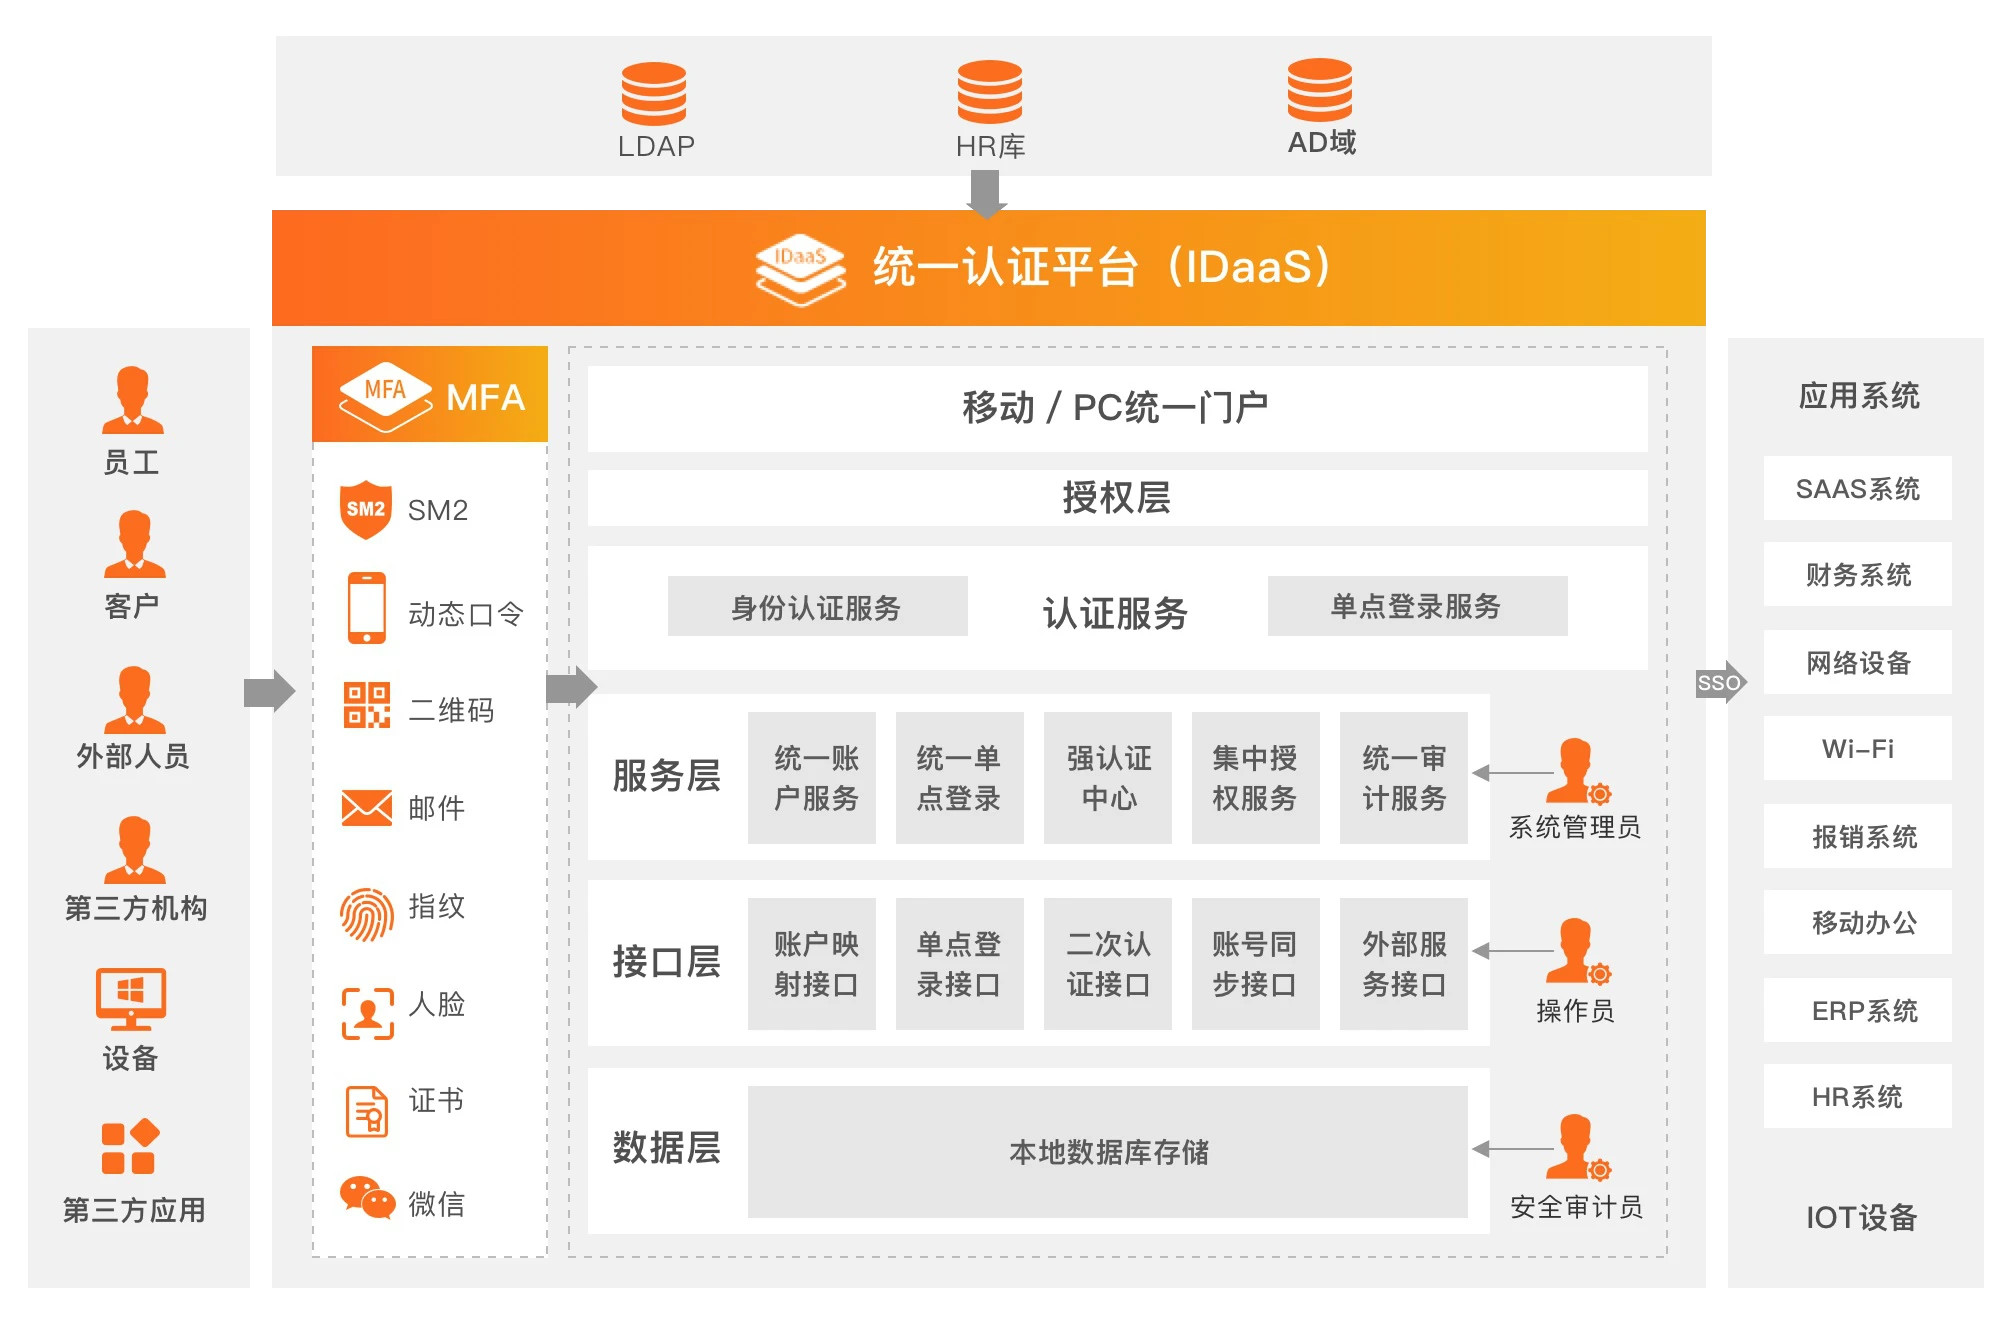 LDAP
HR库
AD域
IDaaS
统一认证平台（IDaaS）
员工
客户
外部人员
第三方机构
设备
第三方应用
MFA
MFA
SM2
SM2
动态口令
二维码
邮件
指纹
人脸
证书
微信
移动 / PC统一门户
授权层
身份认证服务
认证服务
单点登录服务
服务层
统一账
户服务
统一单
点登录
强认证
中心
集中授
权服务
统一审
计服务
系统管理员
接口层
账户映
射接口
单点登
录接口
二次认
证接口
账号同
步接口
外部服
务接口
操作员
数据层
本地数据库存储
安全审计员
SSO
应用系统
SAAS系统
财务系统
网络设备
Wi-Fi
报销系统
移动办公
ERP系统
HR系统
IOT设备